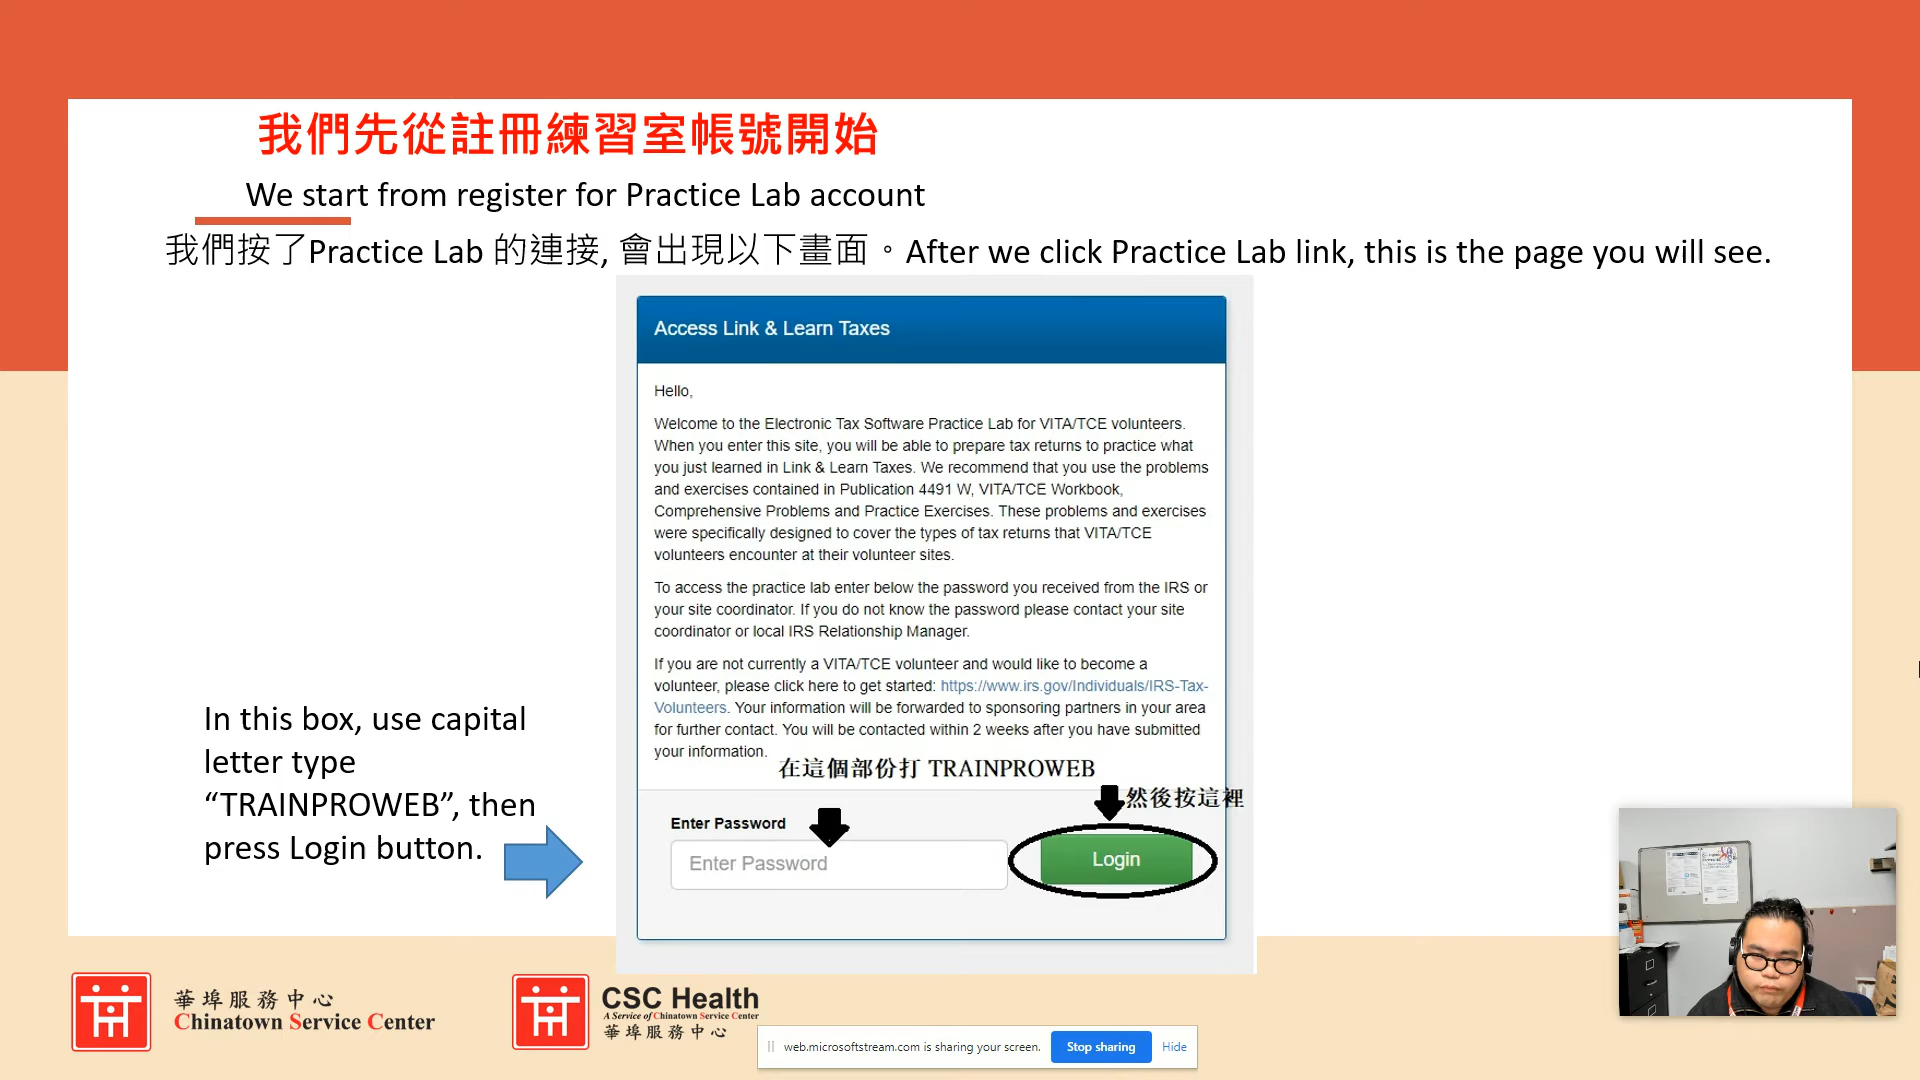 我們先從註冊練習室帳號開始
We start from register for Practice Lab account
我們按了Practice Lab 的連接, 會出現以下畫面。After we click Practice Lab link, this is the page you will see.
Access Link & Learn Taxes
Hello,
Welcome to the Electronic Tax Software Practice Lab for VITA/TCE volunteers.
When you enter this site, you will be able to prepare tax returns to practice what
you just learned in Link & Learn Taxes. We recommend that you use the problems
and exercises contained in Publication 4491 W, VITA/TCE Workbook,
Comprehensive Problems and Practice Exercises. These problems and exercises
were specifically designed to cover the types of tax returns that VITA/TCE
volunteers encounter at their volunteer sites.
To access the practice lab enter below the password you received from the IRS or
your site coordinator. If you do not know the password please contact your site
coordinator or local IRS Relationship Manager.
If you are not currently a VITA/TCE volunteer and would like to become a
volunteer, please click here to get started: https://www.irs.gov/Individuals/IRS-Tax-
Volunteers. Your information will be forwarded to sponsoring partners in your area
for further contact. You will be contacted within 2 weeks after you have submitted
your information.
在這個部份打 TRAINPROWEB
然後按這裡
Enter Password
Enter Password
Login
In this box, use capital
letter type
“TRAINPROWEB”, then
press Login button.
華埠服務中心
Chinatown Service Center
CSC Health
A Service of Chinatown Service Center
華埠服務中心
web.microsoftstream.com is sharing your screen.
Stop sharing
Hide